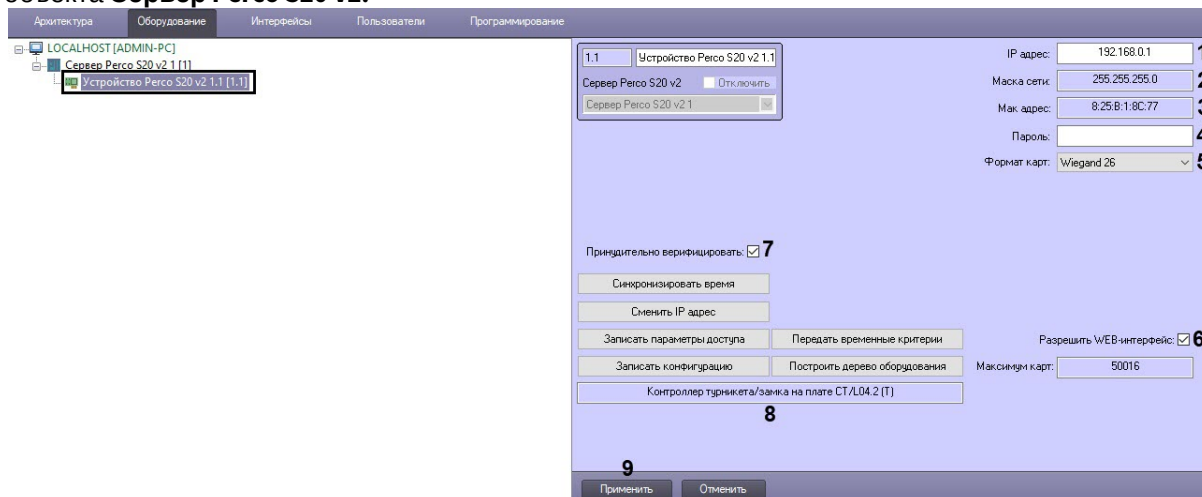 объекта Сервер Perco S20 v2.
Архитектура Оборудование Интерфейсы Пользователи Программирование
LOCALHOST [ADMIN-PC]
Сервер Perco S20 v2 1 [1]
Устройство Perco S20 v2 1.1 [1.1]
1.1 Устройство Perco S20 v2 1.1
Сервер Perco S20 v2 Отключить
Сервер Perco S20 v2 1
IP адрес: 192.168.0.1 1
Маска сети: 255.255.255.0 2
Мак адрес: 8:25:B:1:8C:77 3
Пароль: 4
Формат карт: Wiegand 26 5
Принудительно верифицировать: 7
Синхронизировать время
Сменить IP адрес
Записать параметры доступа Передать временные критерии Разрешить WEB-интерфейс: 6
Записать конфигурацию Построить дерево оборудования Максимум карт: 50016
Контроллер турникета/замка на плате CT/L04.2 (T)
8
9
Применить Отменить